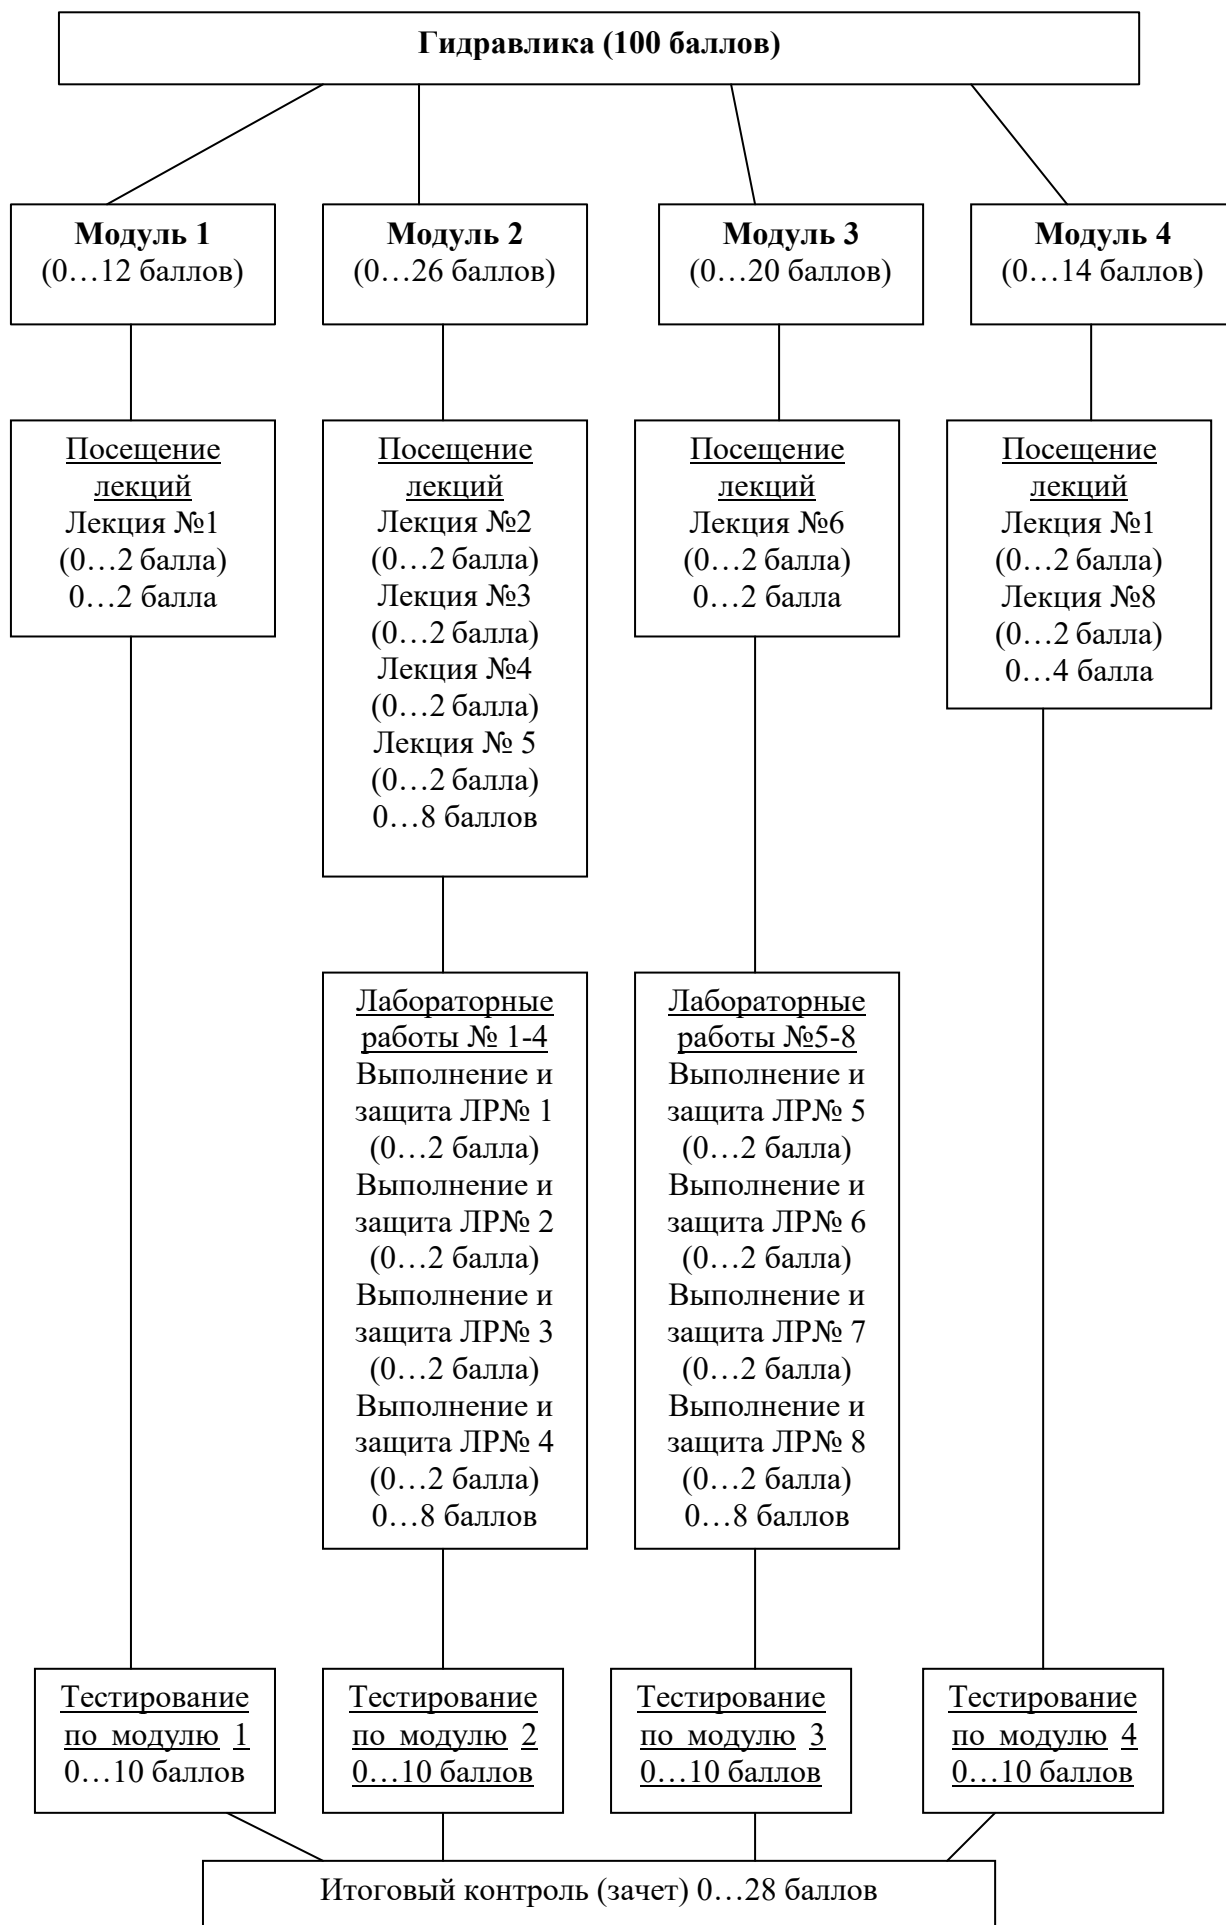 Гидравлика (100 баллов)
Модуль 1
(0…12 баллов)
Модуль 2
(0…26 баллов)
Модуль 3
(0…20 баллов)
Модуль 4
(0…14 баллов)
Посещение
лекций
Лекция №1
(0…2 балла)
0…2 балла
Посещение
лекций
Лекция №2
(0…2 балла)
Лекция №3
(0…2 балла)
Лекция №4
(0…2 балла)
Лекция № 5
(0…2 балла)
0…8 баллов
Посещение
лекций
Лекция №6
(0…2 балла)
0…2 балла
Посещение
лекций
Лекция №1
(0…2 балла)
Лекция №8
(0…2 балла)
0…4 балла
Лабораторные
работы № 1-4
Выполнение и
защита ЛР№ 1
(0…2 балла)
Выполнение и
защита ЛР№ 2
(0…2 балла)
Выполнение и
защита ЛР№ 3
(0…2 балла)
Выполнение и
защита ЛР№ 4
(0…2 балла)
0…8 баллов
Лабораторные
работы №5-8
Выполнение и
защита ЛР№ 5
(0…2 балла)
Выполнение и
защита ЛР№ 6
(0…2 балла)
Выполнение и
защита ЛР№ 7
(0…2 балла)
Выполнение и
защита ЛР№ 8
(0…2 балла)
0…8 баллов
Тестирование
по модулю 1
0…10 баллов
Тестирование
по модулю 2
0…10 баллов
Тестирование
по модулю 3
0…10 баллов
Тестирование
по модулю 4
0…10 баллов
Итоговый контроль (зачет) 0…28 баллов